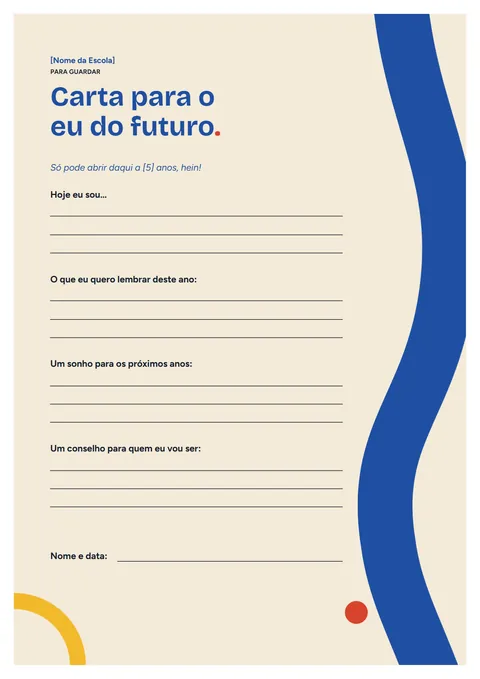 [Nome da Escola]
PARA GUARDAR
Carta para o
eu do futuro.
Só pode abrir daqui a [5] anos, hein!
Hoje eu sou...
O que eu quero lembrar deste ano:
Um sonho para os próximos anos:
Um conselho para quem eu vou ser:
Nome e data: